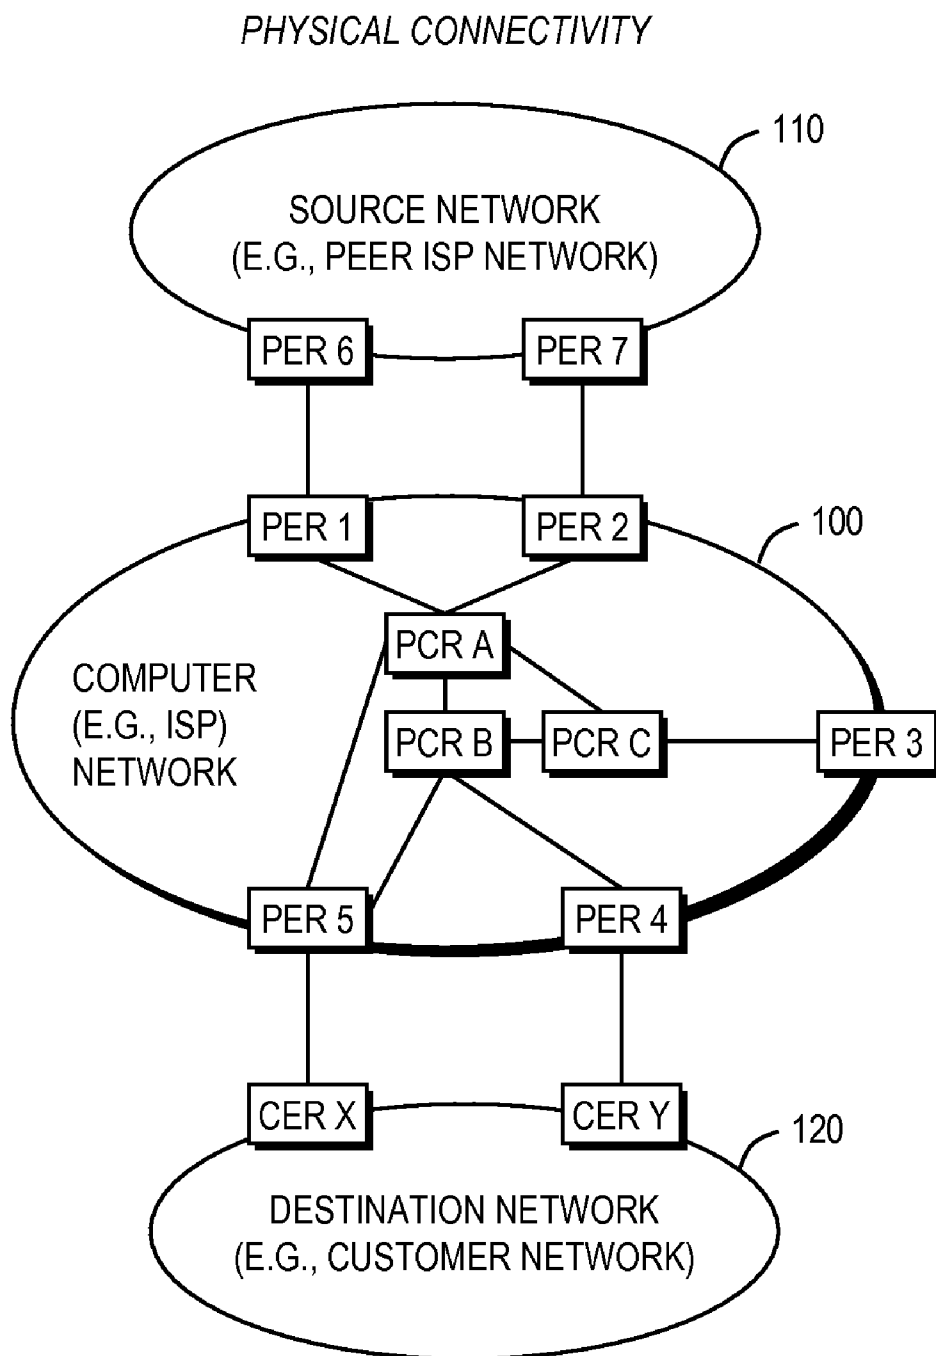 PHYSICAL CONNECTIVITY
110
SOURCE NETWORK
(E.G., PEER ISP NETWORK)
PER 6
PER 7
PER 1
PER 2
100
PCR A
COMPUTER
(E.G., ISP)
NETWORK
PCR B
PCR C
PER 3
PER 5
PER 4
CER X
CER Y
120
DESTINATION NETWORK
(E.G., CUSTOMER NETWORK)